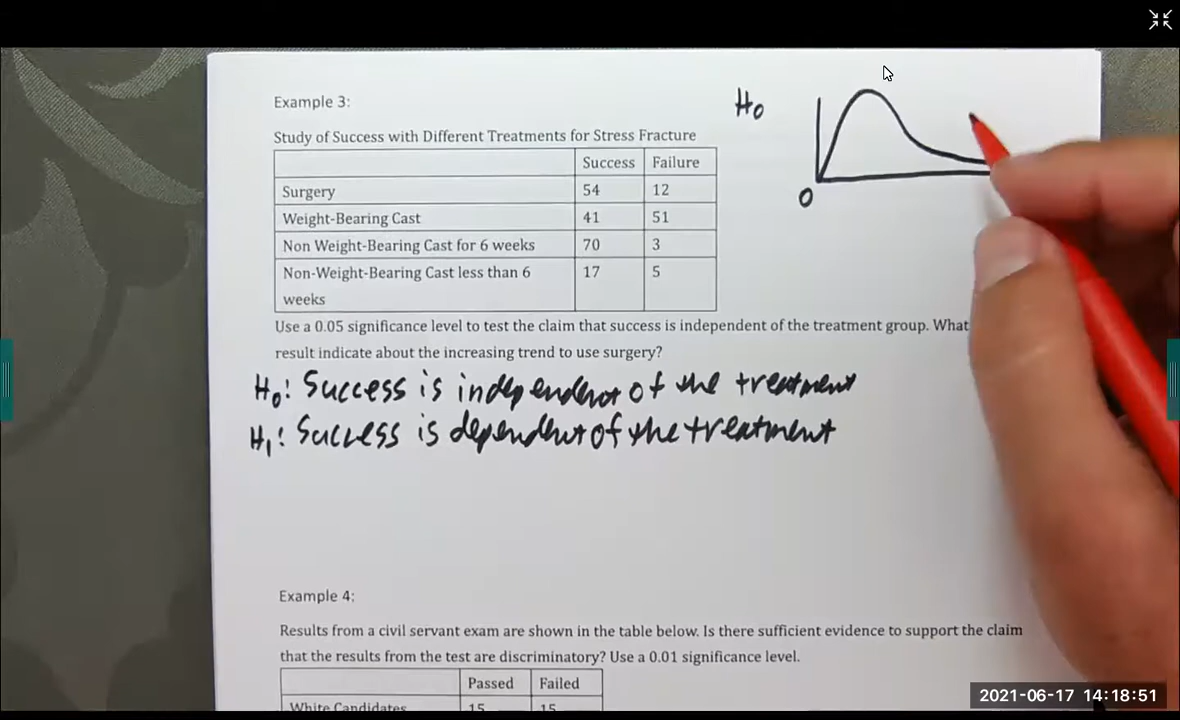 Example 3:
H₀
Study of Success with Different Treatments for Stress Fracture
Success Failure
Surgery 54 12
Weight-Bearing Cast 41 51
Non Weight-Bearing Cast for 6 weeks 70 3
Non-Weight-Bearing Cast less than 6 17 5
weeks
0
Use a 0.05 significance level to test the claim that success is independent of the treatment group. What
result indicate about the increasing trend to use surgery?
H₀: Success is independent of the treatment
H₁: Success is dependent of the treatment
Example 4:
Results from a civil servant exam are shown in the table below. Is there sufficient evidence to support the claim
that the results from the test are discriminatory? Use a 0.01 significance level.
Passed Failed
White Candidates 15 15
2021-06-17 14:18:51